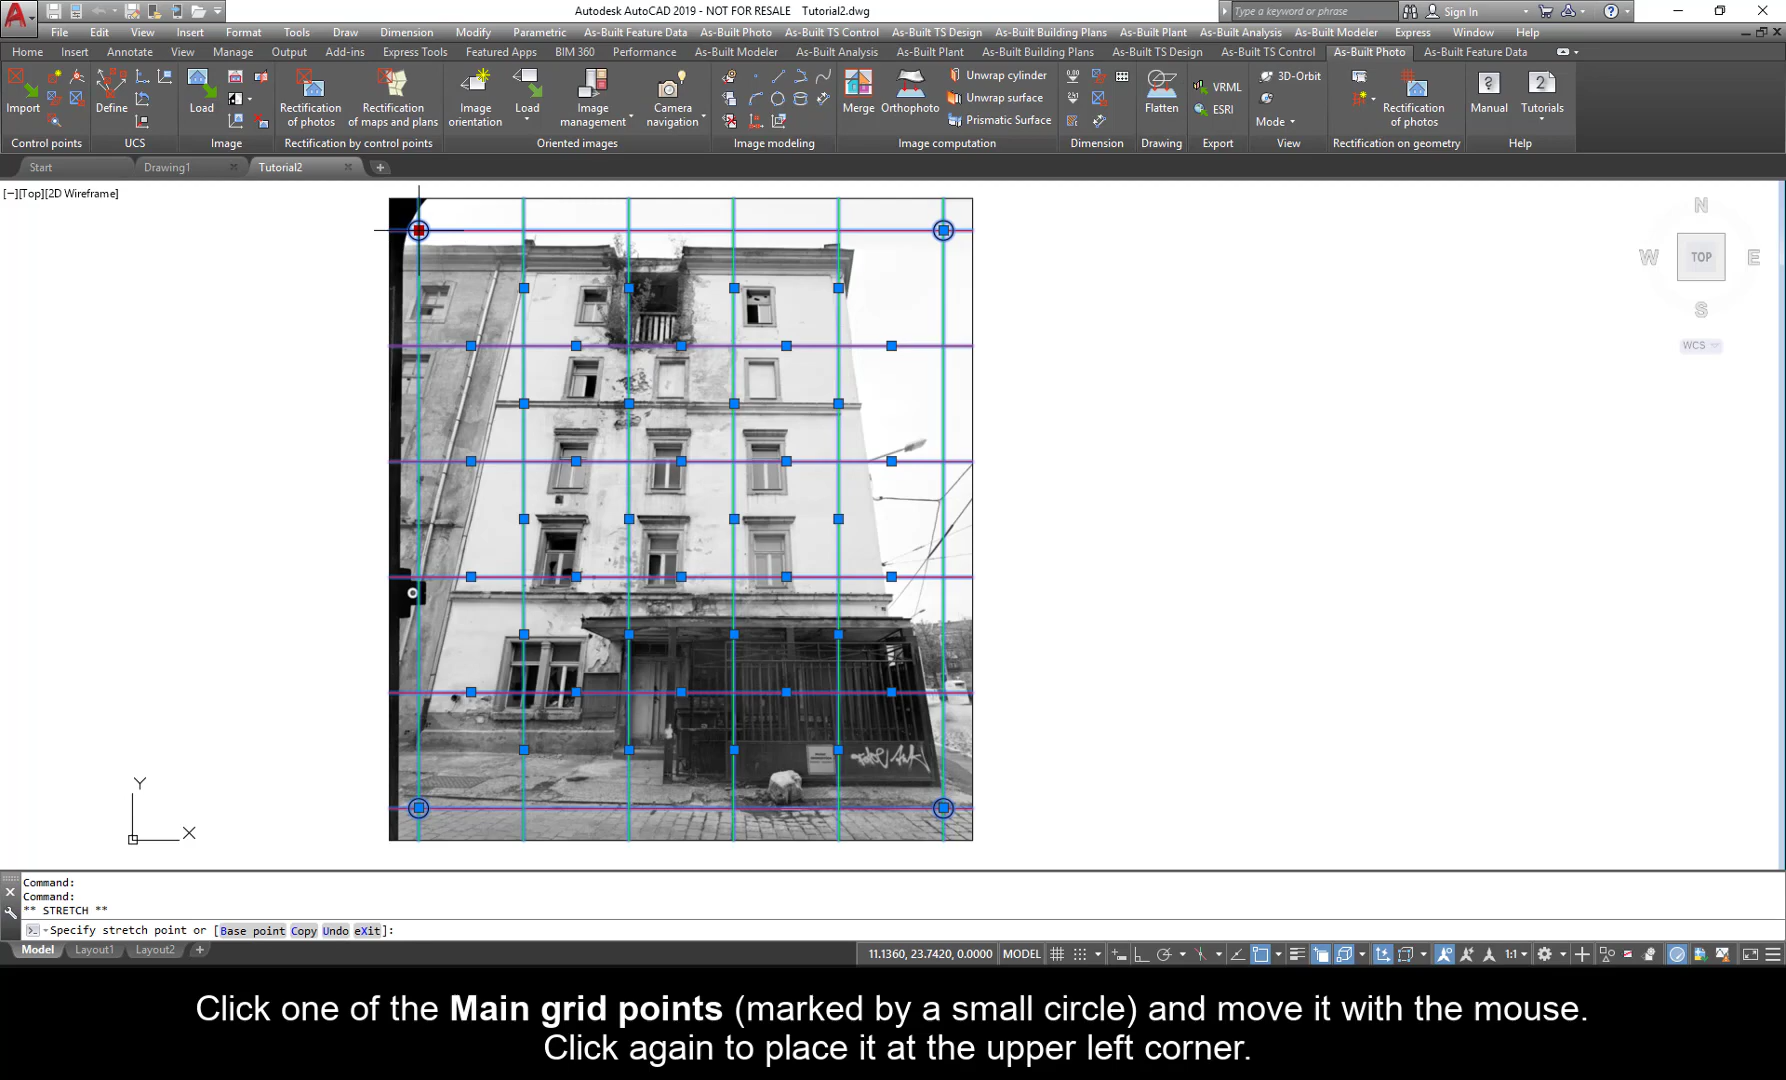 Autodesk AutoCAD 2019 - NOT FOR RESALE Tutorial2.dwg
Type a keyword or phrase
Sign In
File Edit View Insert Format Tools Draw Dimension Modify Parametric As-Built Feature Data As-Built Photo As-Built TS Control As-Built TS Design As-Built Building Plans As-Built Plant As-Built Analysis As-Built Modeler Express Window Help
Home Insert Annotate View Manage Output Add-ins Express Tools Featured Apps BIM 360 Performance As-Built Modeler As-Built Analysis As-Built Plant As-Built Building Plans As-Built TS Design As-Built TS Control As-Built Photo As-Built Feature Data
Import
Define
Load
Rectification
of photos
Rectification
of maps and plans
Image
orientation
Load
Image
management
Camera
navigation
Merge
Orthophoto
Unwrap cylinder
Unwrap surface
Prismatic Surface
Flatten
VRML
ESRI
3D-Orbit
Mode
Rectification
of photos
Manual
Tutorials
Control points UCS Image Rectification by control points Oriented images Image modeling Image computation Dimension Drawing Export View Rectification on geometry Help
Start Drawing1 Tutorial2
[−][Top][2D Wireframe]
N
W TOP E
S
WCS
Y
X
Command:
Command:
** STRETCH **
Specify stretch point or [Base point Copy Undo eXit]:
Model Layout1 Layout2
11.1360, 23.7420, 0.0000 MODEL 1:1
Click one of the Main grid points (marked by a small circle) and move it with the mouse.
Click again to place it at the upper left corner.